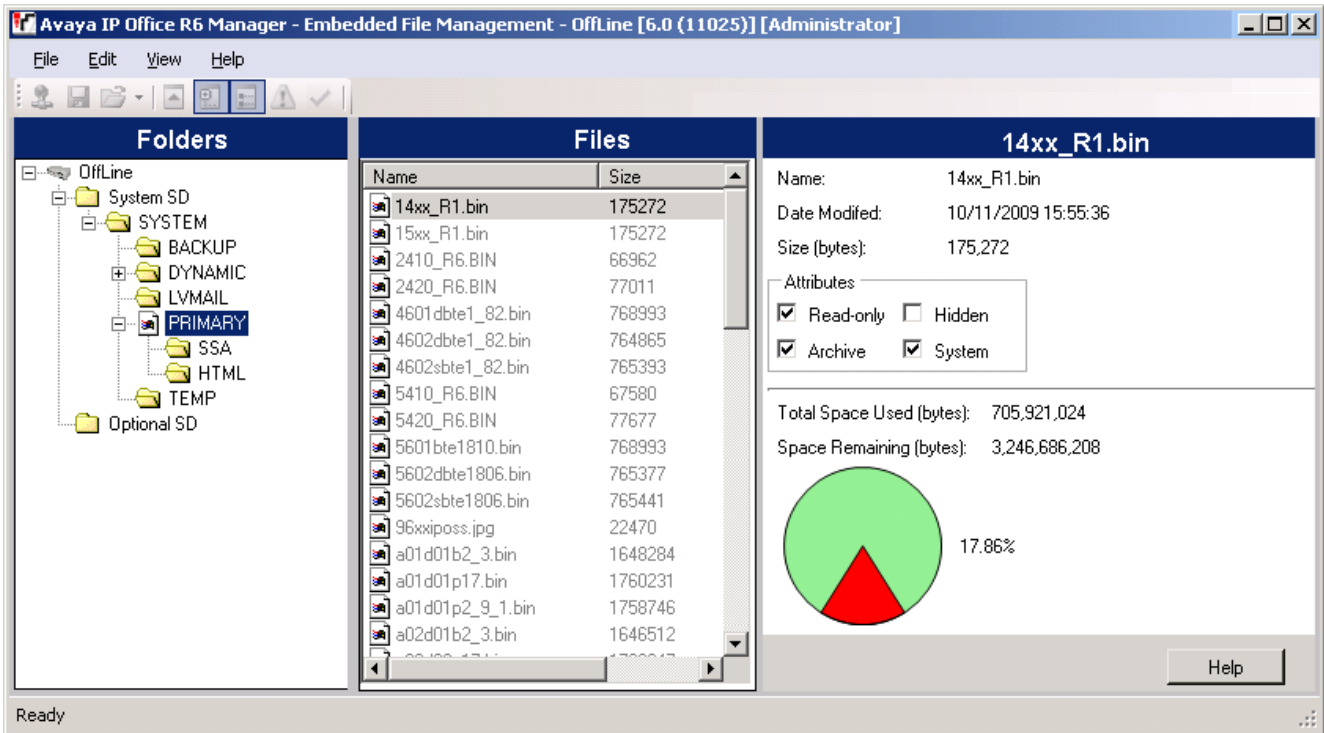 Avaya IP Office R6 Manager - Embedded File Management - OffLine [6.0 (11025)] [Administrator]
File Edit View Help
Folders
OffLine
System SD
SYSTEM
BACKUP
DYNAMIC
LVMAIL
PRIMARY
SSA
HTML
TEMP
Optional SD
Files
Name Size
14xx_R1.bin 175272
15xx_R1.bin 175272
2410_R6.BIN 66962
2420_R6.BIN 77011
4601dbte1_82.bin 768993
4602dbte1_82.bin 764865
4602sbte1_82.bin 765393
5410_R6.BIN 67580
5420_R6.BIN 77677
5601bte1810.bin 768993
5602dbte1806.bin 765377
5602sbte1806.bin 765441
96xxiposs.jpg 22470
a01d01b2_3.bin 1648284
a01d01p17.bin 1760231
a01d01p2_9_1.bin 1758746
a02d01b2_3.bin 1646512
14xx_R1.bin
Name: 14xx_R1.bin
Date Modifed: 10/11/2009 15:55:36
Size (bytes): 175,272
Attributes
Read-only Hidden
Archive System
Total Space Used (bytes): 705,921,024
Space Remaining (bytes): 3,246,686,208
17.86%
Help
Ready